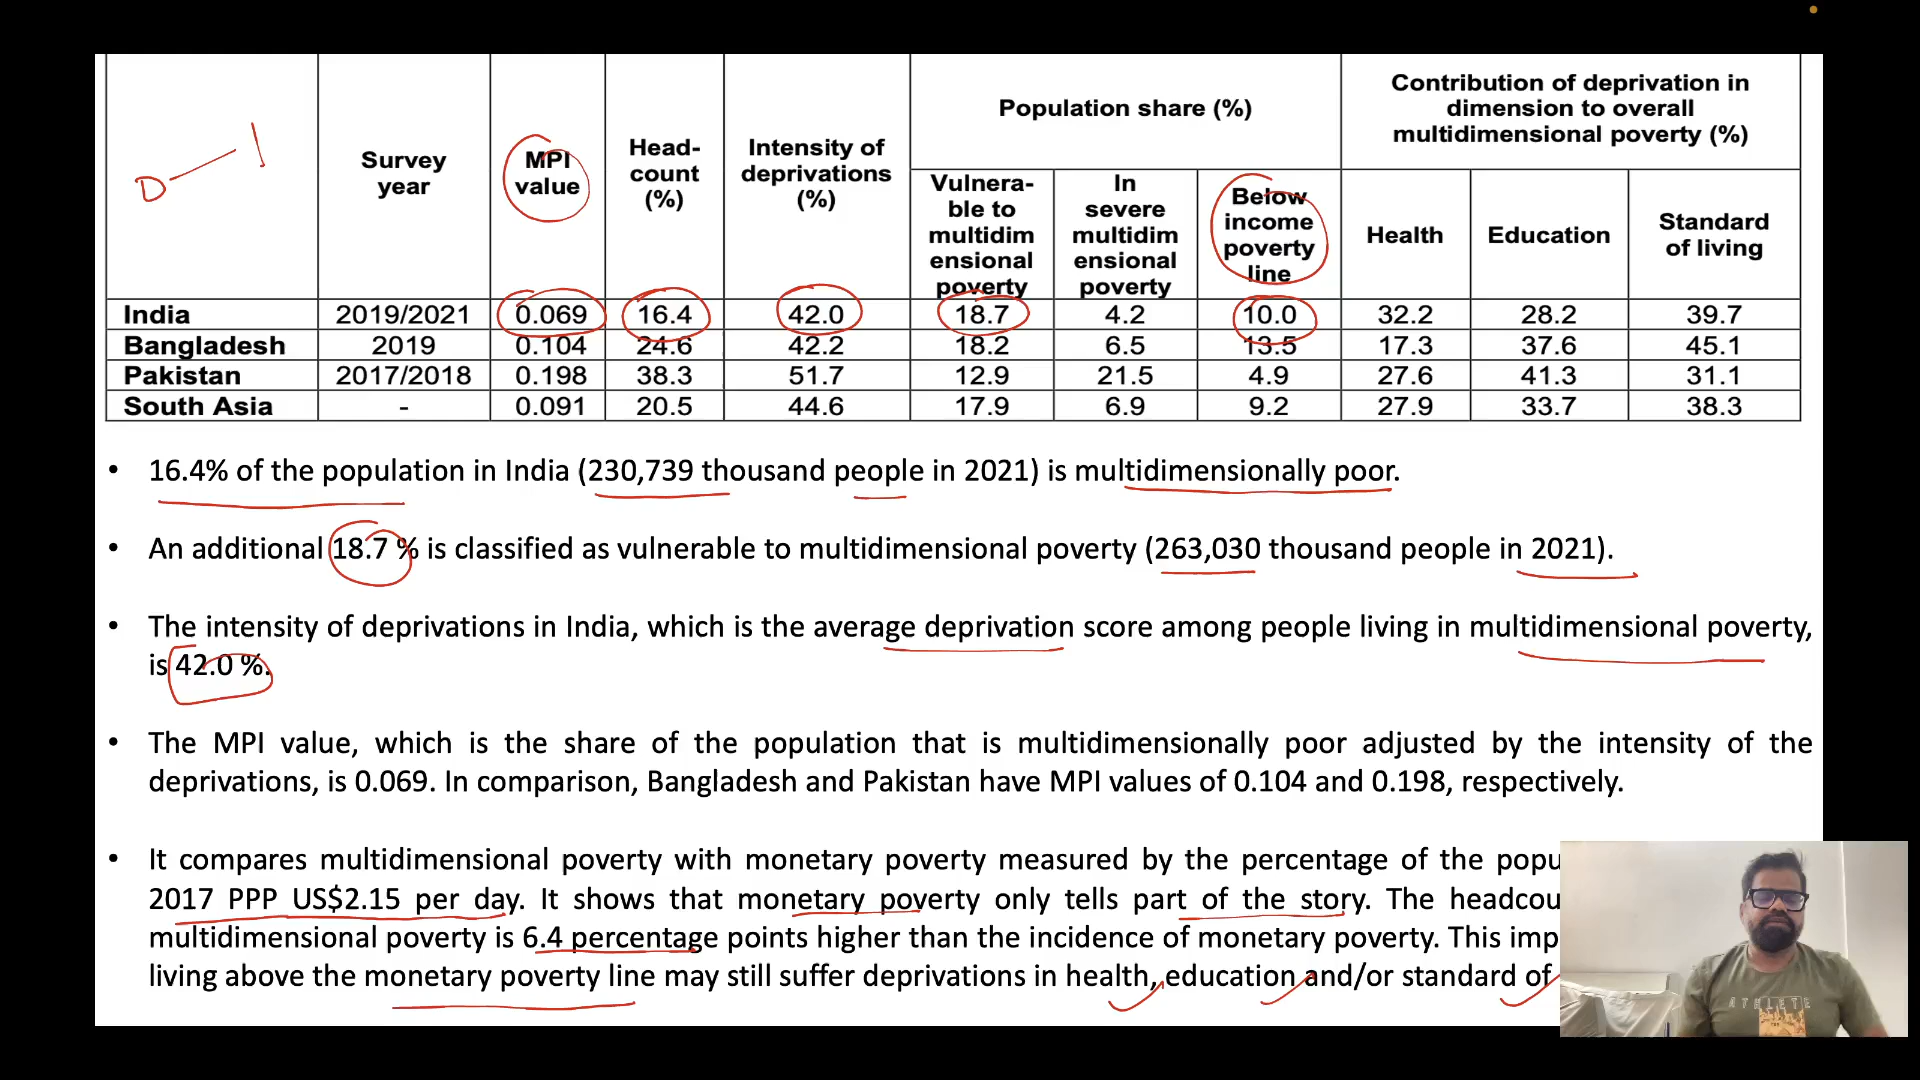 Survey year MPI value Head-count (%) Intensity of deprivations (%) Population share (%) Contribution of deprivation in dimension to overall multidimensional poverty (%)
Vulnera-ble to multidim ensional poverty In severe multidim ensional poverty Below income poverty line Health Education Standard of living
India 2019/2021 0.069 16.4 42.0 18.7 4.2 10.0 32.2 28.2 39.7
Bangladesh 2019 0.104 24.6 42.2 18.2 6.5 13.5 17.3 37.6 45.1
Pakistan 2017/2018 0.198 38.3 51.7 12.9 21.5 4.9 27.6 41.3 31.1
South Asia - 0.091 20.5 44.6 17.9 6.9 9.2 27.9 33.7 38.3
• 16.4% of the population in India (230,739 thousand people in 2021) is multidimensionally poor.
• An additional 18.7 % is classified as vulnerable to multidimensional poverty (263,030 thousand people in 2021).
• The intensity of deprivations in India, which is the average deprivation score among people living in multidimensional poverty,
is 42.0 %.
• The MPI value, which is the share of the population that is multidimensionally poor adjusted by the intensity of the
deprivations, is 0.069. In comparison, Bangladesh and Pakistan have MPI values of 0.104 and 0.198, respectively.
• It compares multidimensional poverty with monetary poverty measured by the percentage of the popu
2017 PPP US$2.15 per day. It shows that monetary poverty only tells part of the story. The headcou
multidimensional poverty is 6.4 percentage points higher than the incidence of monetary poverty. This imp
living above the monetary poverty line may still suffer deprivations in health, education and/or standard of
ATHLETE